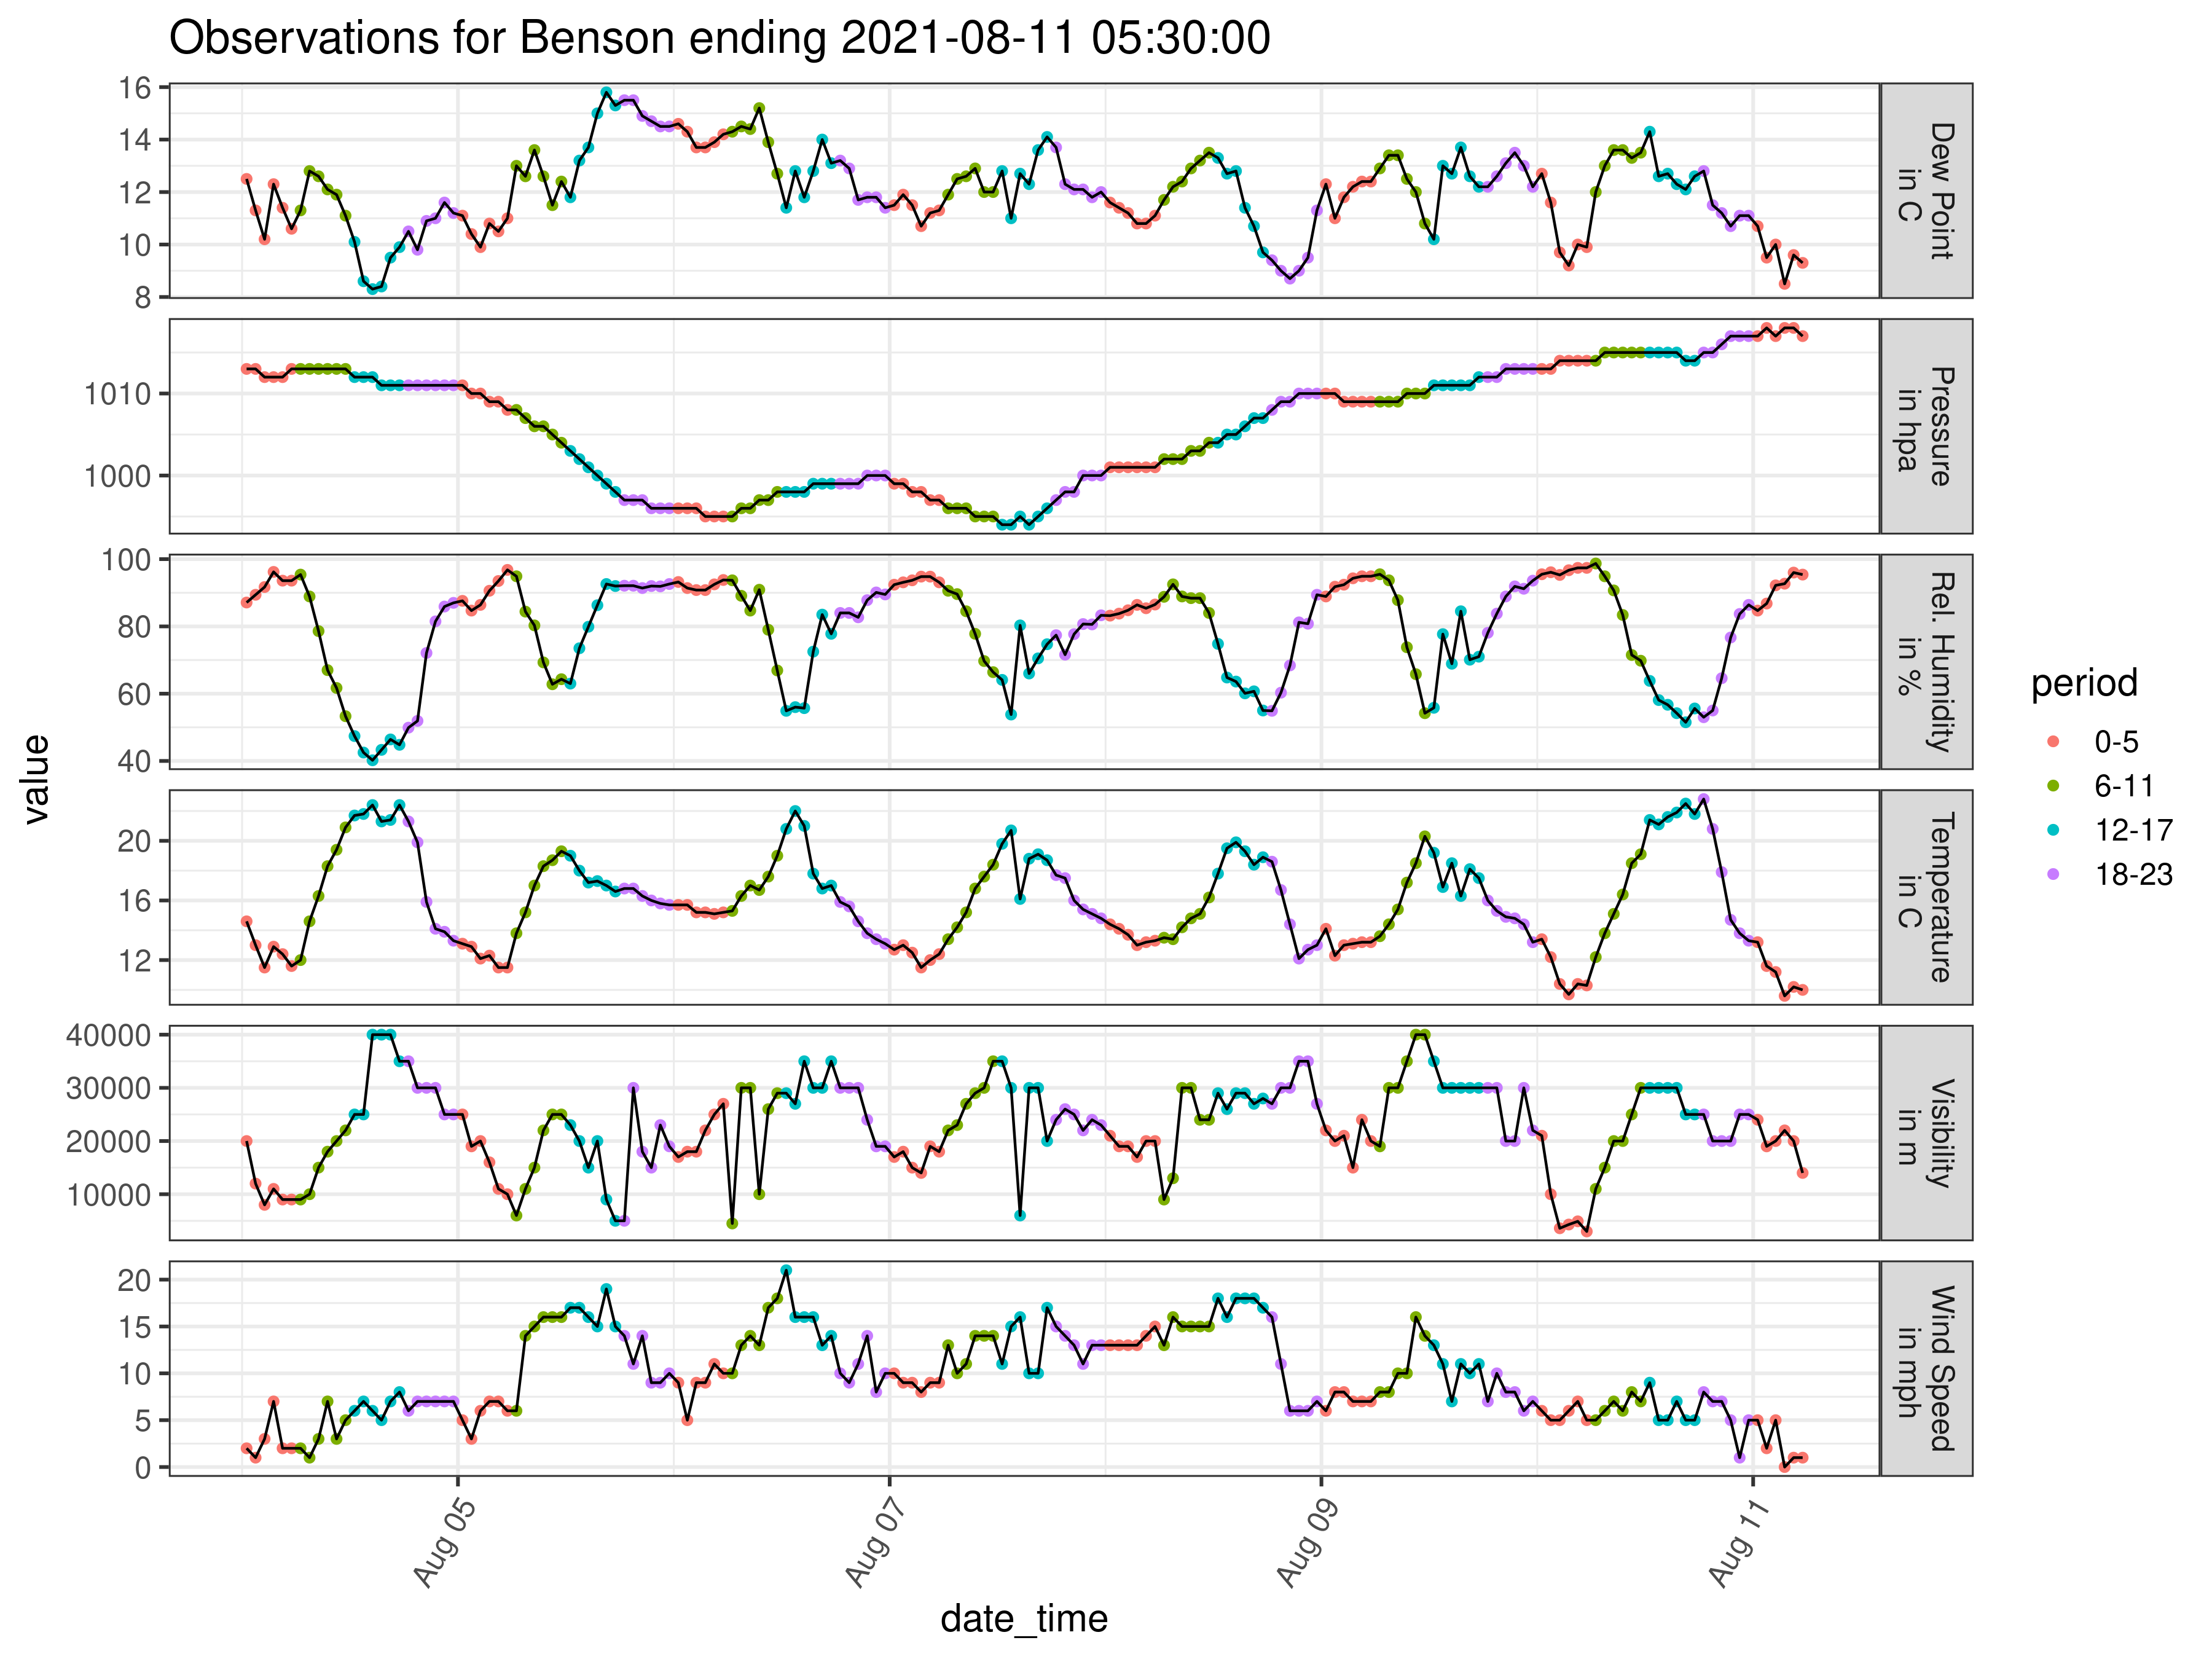 Observations for Benson ending 2021-08-11 05:30:00
value
16
14
12
10
8
Dew Point
in C
1010
1000
Pressure
in hpa
100
80
60
40
Rel. Humidity
in %
20
16
12
Temperature
in C
40000
30000
20000
10000
Visibility
in m
20
15
10
5
0
Wind Speed
in mph
Aug 05
Aug 07
Aug 09
Aug 11
date_time
period
0-5
6-11
12-17
18-23